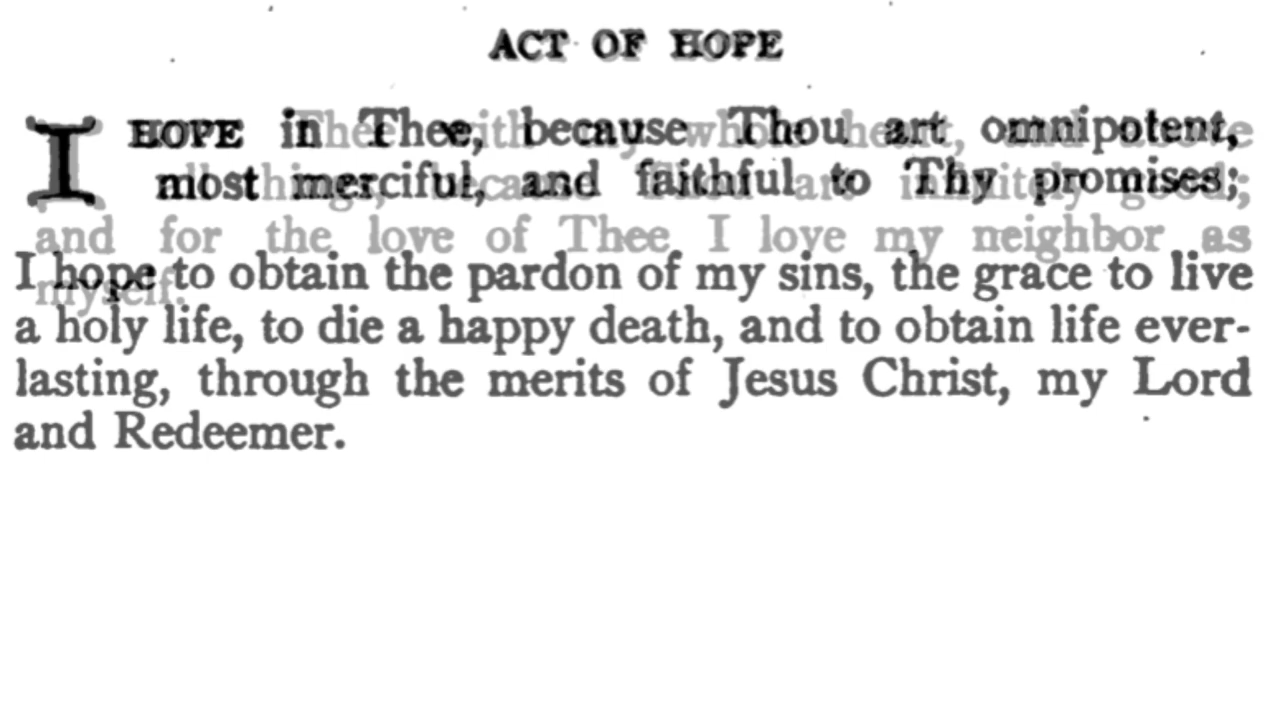 ACT OF HOPE
I HOPE in Thee, because Thou art omnipotent,
most merciful, and faithful to Thy promises;
and for the love of Thee I love my neighbor as
I hope to obtain the pardon of my sins, the grace to live
myself.
a holy life, to die a happy death, and to obtain life ever-
lasting, through the merits of Jesus Christ, my Lord
and Redeemer.